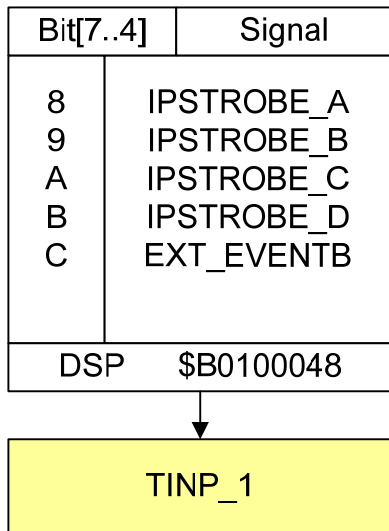 Bit[7..4] Signal
8 IPSTROBE_A
9 IPSTROBE_B
A IPSTROBE_C
B IPSTROBE_D
C EXT_EVENTB
DSP $B0100048
TINP_1